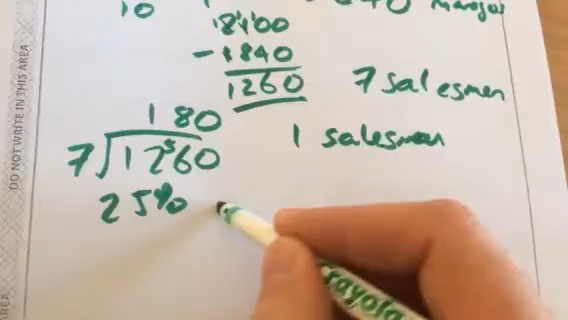 10
18400
- 1840
1260
7 salesmen
180
1 salesman
7 1260
25%
DO NOT WRITE IN THIS AREA
AREA
Crayola